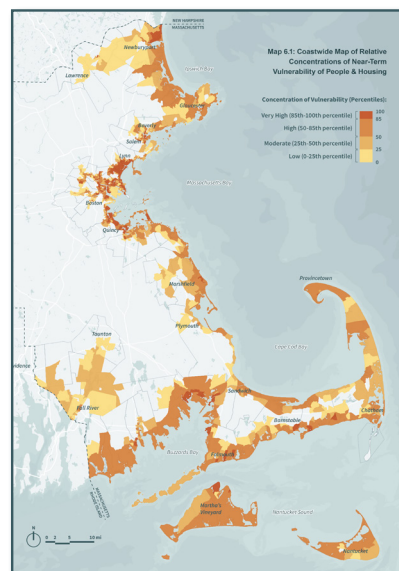 NEW HAMPSHIRE
MASSACHUSETTS
Map 6.1: Coastwide Map of Relative
Concentrations of Near-Term
Vulnerability of People & Housing
Newburyport
Ipswich Bay
Lawrence
Concentration of Vulnerability (Percentiles):
Very High (85th-100th percentile)
High (50-85th percentile)
Moderate (25th-50th percentile)
Low (0-25th percentile)
100
85
50
25
0
Gloucester
Beverly
Salem
Lynn
Massachusetts Bay
Boston
Quincy
Marshfield
Provincetown
Plymouth
Taunton
Cape Cod Bay
idence
Sandwich
Chatham
Fall River
Barnstable
Buzzards Bay
Falmouth
MASSACHUSETTS
RHODE ISLAND
Martha's
Vineyard
Nantucket Sound
Nantucket
N
0 2 5 10 mi